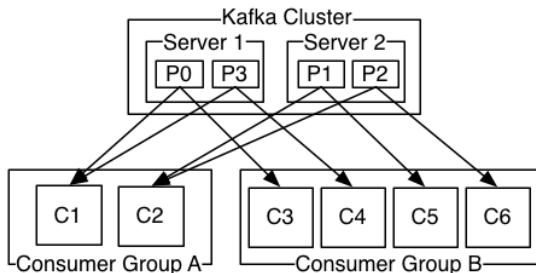 Kafka Cluster
Server 1
Server 2
P0
P3
P1
P2
C1
C2
C3
C4
C5
C6
Consumer Group A
Consumer Group B